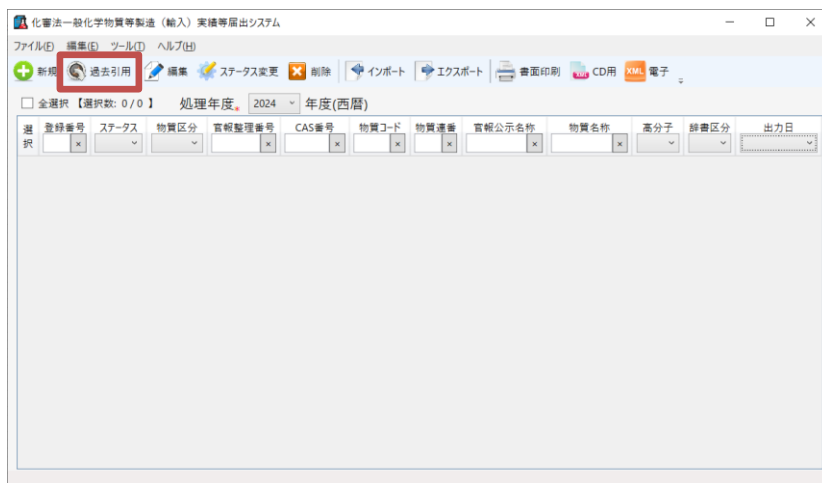 化審法一般化学物質等製造（輸入）実績等届出システム
ファイル(F) 編集(E) ツール(T) ヘルプ(H)
新規 過去引用 編集 ステータス変更 削除 インポート エクスポート 書面印刷 CD用 XML 電子
全選択 【選択数: 0 / 0 】 処理年度* 2024 年度(西暦)
選択 登録番号 ステータス 物質区分 官報整理番号 CAS番号 物質コード 物質連番 官報公示名称 物質名称 高分子 辞書区分 出力日